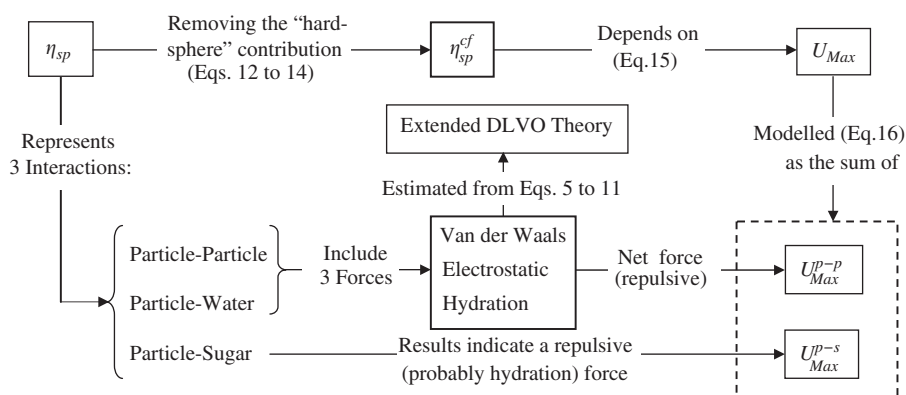 η_sp
Removing the “hard-
sphere” contribution
(Eqs. 12 to 14)
η_sp^cf
Depends on
(Eq.15)
U_Max
Represents
3 Interactions:
Extended DLVO Theory
Modelled (Eq.16)
as the sum of
Estimated from Eqs. 5 to 11
Particle-Particle
Particle-Water
Include
3 Forces
Van der Waals
Electrostatic
Hydration
Net force
(repulsive)
U_Max^p–p
Particle-Sugar
Results indicate a repulsive
(probably hydration) force
U_Max^p–s